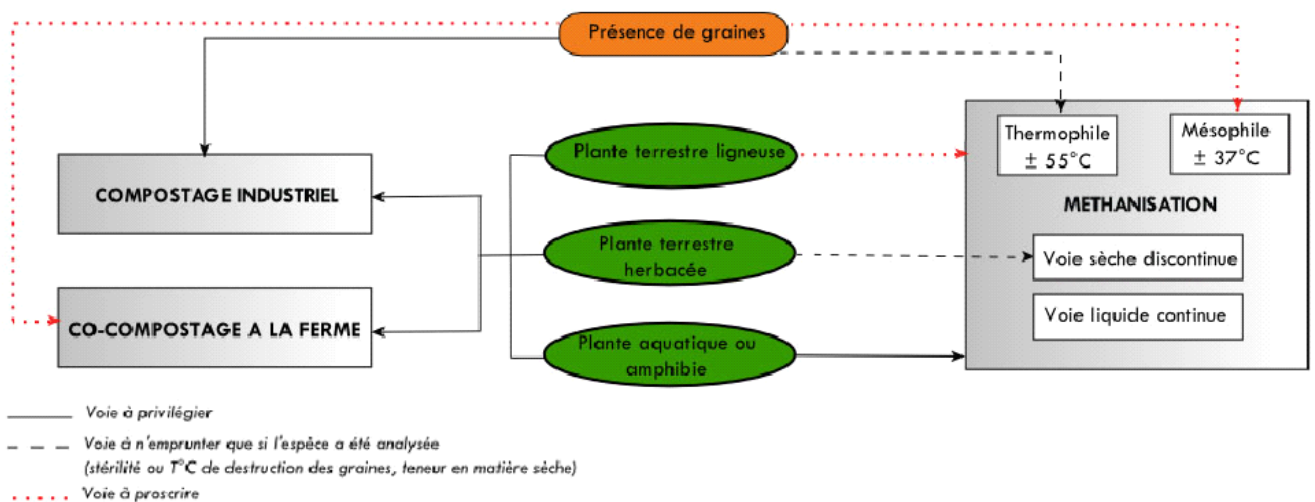 Présence de graines
Thermophile
± 55°C
Mésophile
± 37°C
Plante terrestre ligneuse
COMPOSTAGE INDUSTRIEL
METHANISATION
Plante terrestre
herbacée
Voie sèche discontinue
CO-COMPOSTAGE A LA FERME
Voie liquide continue
Plante aquatique ou
amphibie
Voie à privilégier
Voie à n'emprunter que si l'espèce a été analysée
(stérilité ou T°C de destruction des graines, teneur en matière sèche)
Voie à proscrire